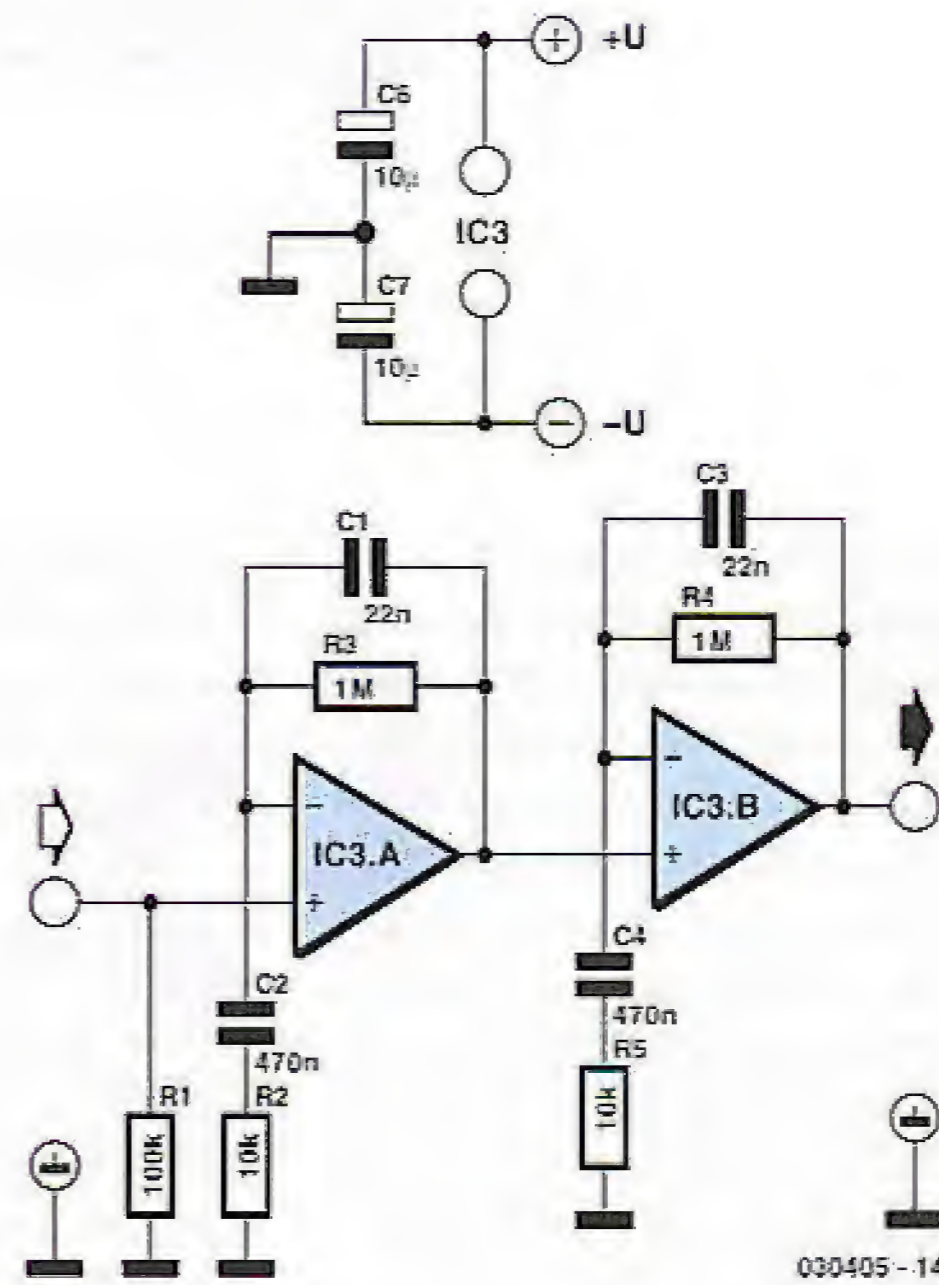 +U
C6
10µ
IC3
C7
10µ
−U
C3
22n
R4
1M
C1
22n
R3
1M
−
IC3.A
+
−
IC3.B
+
C2
470n
R2
10k
R1
100k
C4
470n
R5
10k
030405 - 14